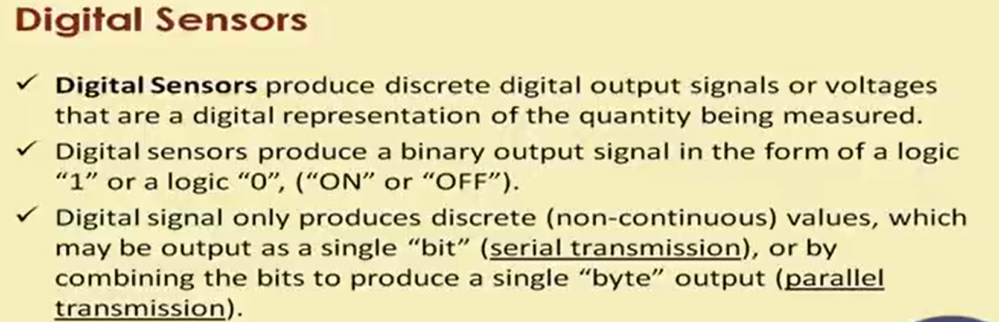 Digital Sensors
✓ Digital Sensors produce discrete digital output signals or voltages
that are a digital representation of the quantity being measured.
✓ Digital sensors produce a binary output signal in the form of a logic
“1” or a logic “0”, (“ON” or “OFF”).
✓ Digital signal only produces discrete (non-continuous) values, which
may be output as a single “bit” (serial transmission), or by
combining the bits to produce a single “byte” output (parallel
transmission).